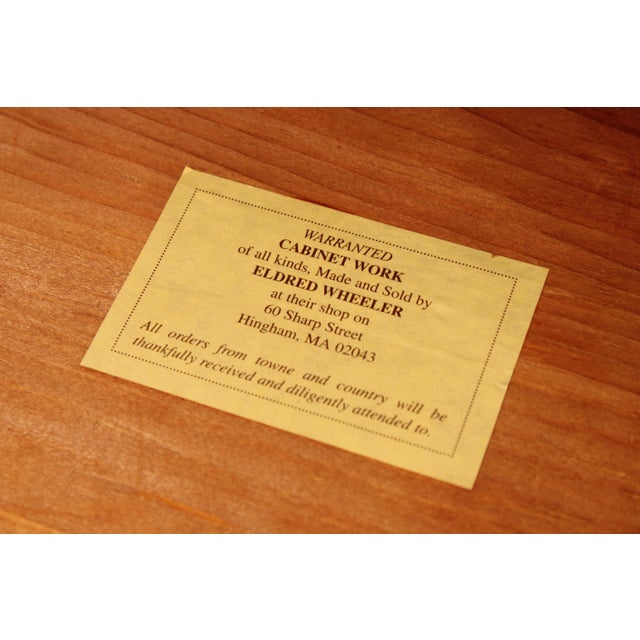 WARRANTED
CABINET WORK
of all kinds, Made and Sold by
ELDRED WHEELER
at their shop on
60 Sharp Street
Hingham, MA 02043
All orders from towne and country will be
thankfully received and diligently attended to.